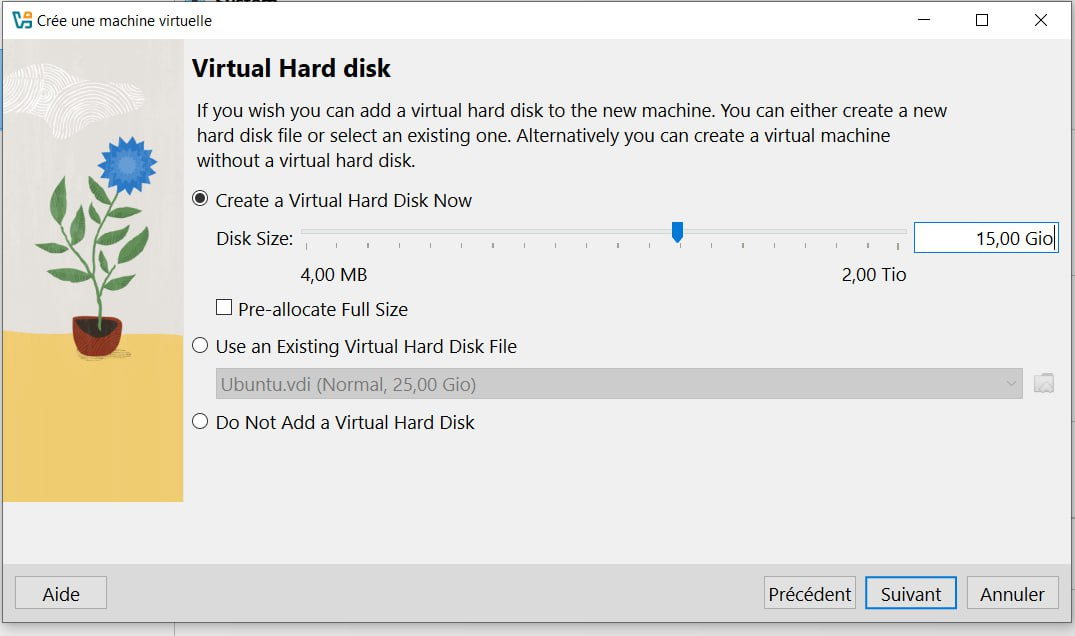 Crée une machine virtuelle
Virtual Hard disk
If you wish you can add a virtual hard disk to the new machine. You can either create a new
hard disk file or select an existing one. Alternatively you can create a virtual machine
without a virtual hard disk.
Create a Virtual Hard Disk Now
Disk Size:
15,00 Gio
4,00 MB
2,00 Tio
Pre-allocate Full Size
Use an Existing Virtual Hard Disk File
Ubuntu.vdi (Normal, 25,00 Gio)
Do Not Add a Virtual Hard Disk
Aide
Précédent
Suivant
Annuler